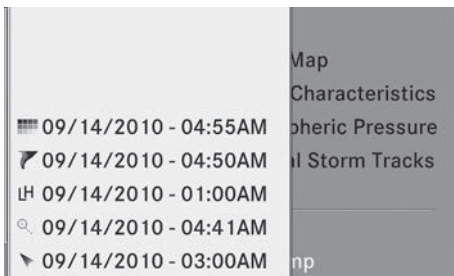 Map
Characteristics
09/14/2010 - 04:55AM
pheric Pressure
09/14/2010 - 04:50AM
l Storm Tracks
LH 09/14/2010 - 01:00AM
09/14/2010 - 04:41AM
09/14/2010 - 03:00AM
mp